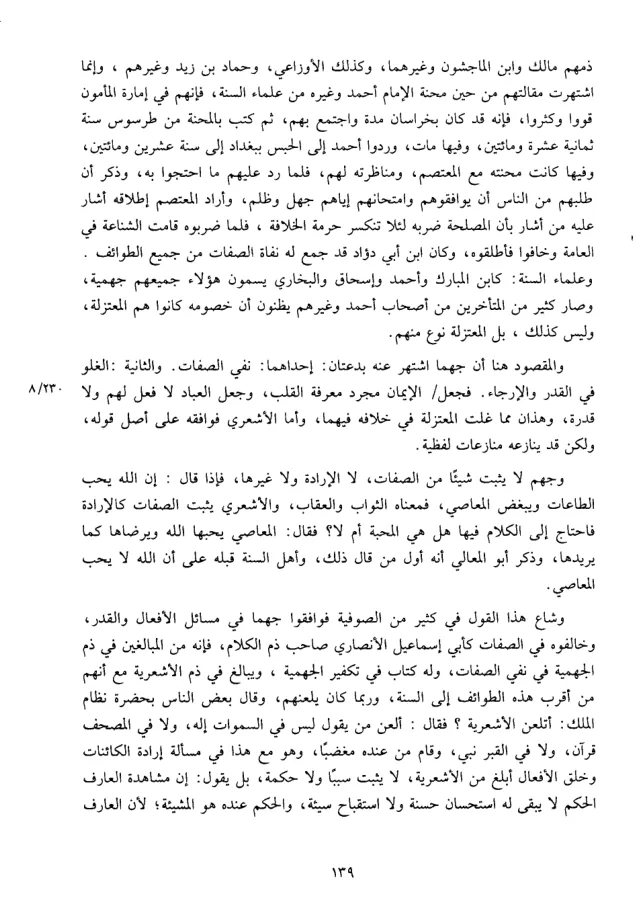 ذمهم مالك وابن الماجشون وغيرهما، وكذلك الأوزاعي، وحماد بن زيد وغيرهم ، وإنما
اشتهرت مقالتهم من حين محنة الإمام أحمد وغيره من علماء السنة، فإنهم في إمارة المأمون
قووا وكثروا، فإنه قد كان بخراسان مدة واجتمع بهم، ثم كتب بالمحنة من طرسوس سنة
ثمانية عشرة ومائتين، وفيها مات، وردوا أحمد إلى الحبس ببغداد إلى سنة عشرين ومائتين،
وفيها كانت محنته مع المعتصم، ومناظرته لهم، فلما رد عليهم ما احتجوا به، وذكر أن
طلبهم من الناس أن يوافقوهم وامتحانهم إياهم جهل وظلم، وأراد المعتصم إطلاقه أشار
عليه من أشار بأن المصلحة ضربه لئلا تنكسر حرمة الخلافة ، فلما ضربوه قامت الشناعة في
العامة وخافوا فأطلقوه، وكان ابن أبي دؤاد قد جمع له نفاة الصفات من جميع الطوائف .
وعلماء السنة: كابن المبارك وأحمد وإسحاق والبخاري يسمون هؤلاء جميعهم جهمية،
وصار كثير من المتأخرين من أصحاب أحمد وغيرهم يظنون أن خصومه كانوا هم المعتزلة،
وليس كذلك ، بل المعتزلة نوع منهم.
والمقصود هنا أن جهما اشتهر عنه بدعتان: إحداهما: نفي الصفات. والثانية :الغلو
في القدر والإرجاء. فجعل/ الإيمان مجرد معرفة القلب، وجعل العباد لا فعل لهم ولا ٨/٢٣٠
قدرة، وهذان مما غلت المعتزلة في خلافه فيهما، وأما الأشعري فوافقه على أصل قوله،
ولكن قد ينازعه منازعات لفظية.
وجهم لا يثبت شيئًا من الصفات، لا الإرادة ولا غيرها، فإذا قال : إن الله يحب
الطاعات ويبغض المعاصي، فمعناه الثواب والعقاب، والأشعري يثبت الصفات كالإرادة
فاحتاج إلى الكلام فيها هل هي المحبة أم لا؟ فقال: المعاصي يحبها الله ويرضاها كما
يريدها، وذكر أبو المعالي أنه أول من قال ذلك، وأهل السنة قبله على أن الله لا يحب
المعاصي.
وشاع هذا القول في كثير من الصوفية فوافقوا جهما في مسائل الأفعال والقدر،
وخالفوه في الصفات كأبي إسماعيل الأنصاري صاحب ذم الكلام، فإنه من المبالغين في ذم
الجهمية في نفي الصفات، وله كتاب في تكفير الجهمية ، ويبالغ في ذم الأشعرية مع أنهم
من أقرب هذه الطوائف إلى السنة، وربما كان يلعنهم، وقال بعض الناس بحضرة نظام
الملك: أتلعن الأشعرية ؟ فقال : ألعن من يقول ليس في السموات إله، ولا في المصحف
قرآن، ولا في القبر نبي، وقام من عنده مغضبًا، وهو مع هذا في مسألة إرادة الكائنات
وخلق الأفعال أبلغ من الأشعرية، لا يثبت سببًا ولا حكمة، بل يقول: إن مشاهدة العارف
الحكم لا يبقى له استحسان حسنة ولا استقباح سيئة، والحكم عنده هو المشيئة؛ لأن العارف
١٣٩